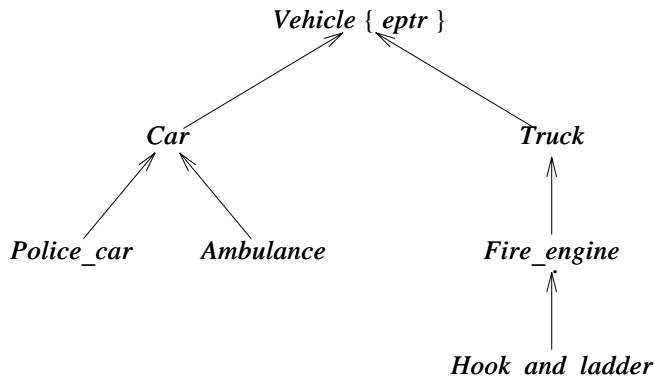 Vehicle { eptr }
Car Truck
Police_car Ambulance Fire_engine
Hook and ladder